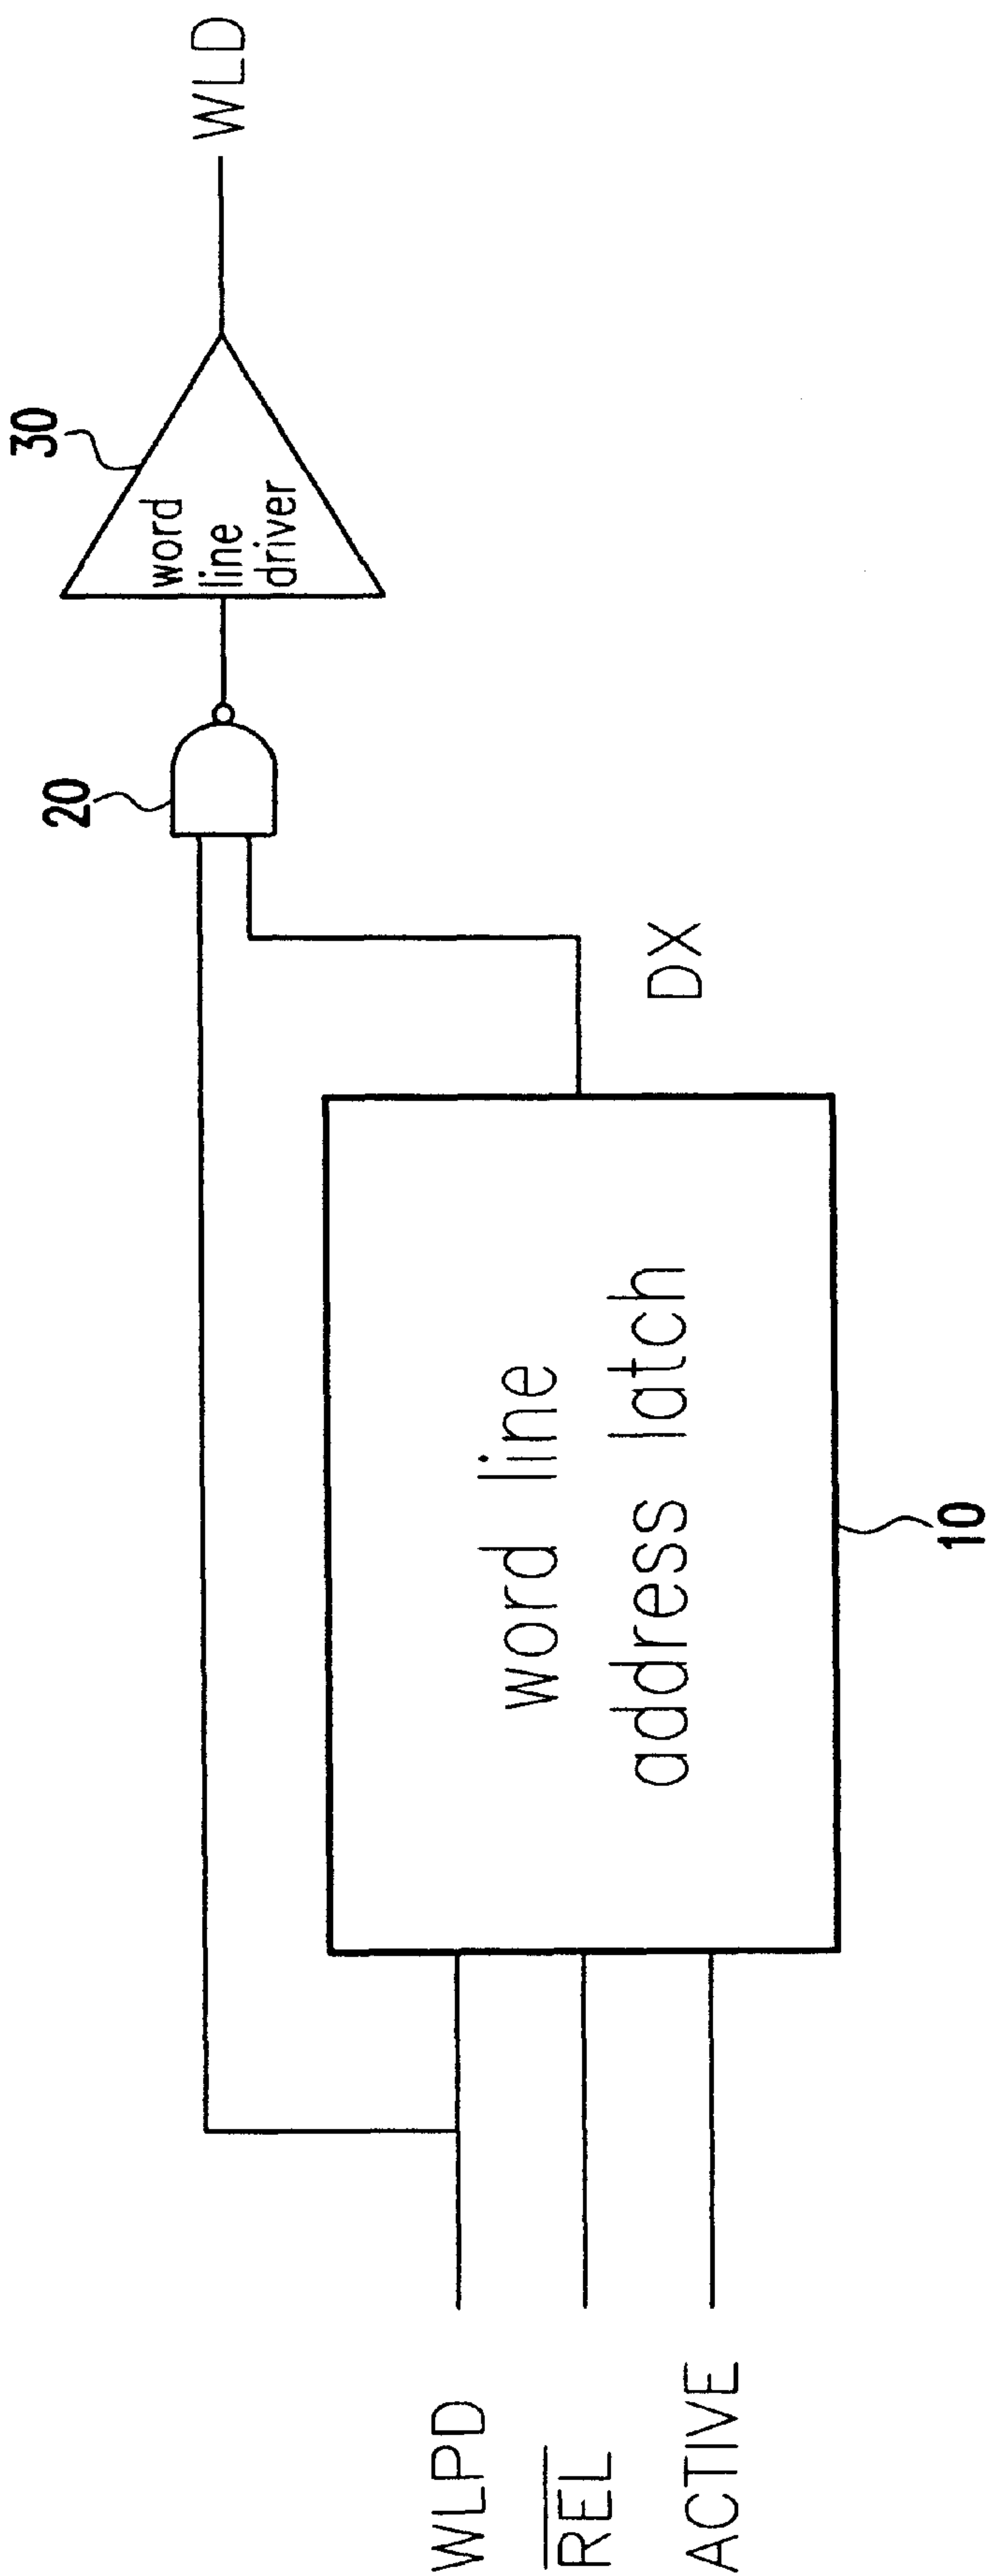 WLPD
REL
ACTIVE
word line
address latch
10
DX
20
word
line
driver
30
WLD